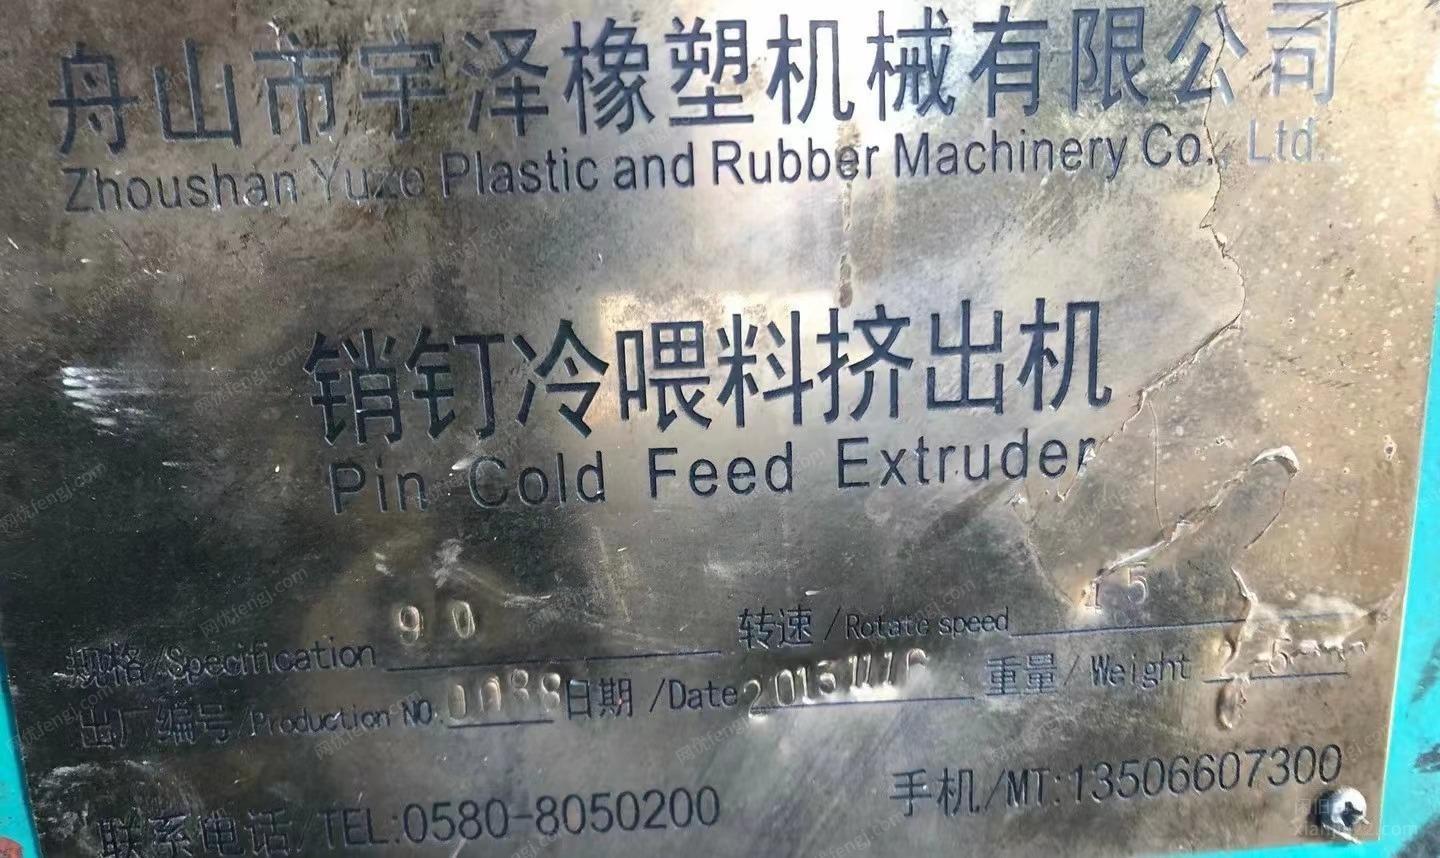 舟山市宇泽橡塑机械有限公司
Zhoushan Yuze Plastic and Rubber Machinery Co., Ltd.
销钉冷喂料挤出机
Pin Cold Feed Extruder
规格/Specification 90 转速/Rotate speed 15
出厂编号/Production NO. 0088 日期/Date 2015111 重量/Weight
联系电话/TEL:0580-8050200 手机/MT:13506607300